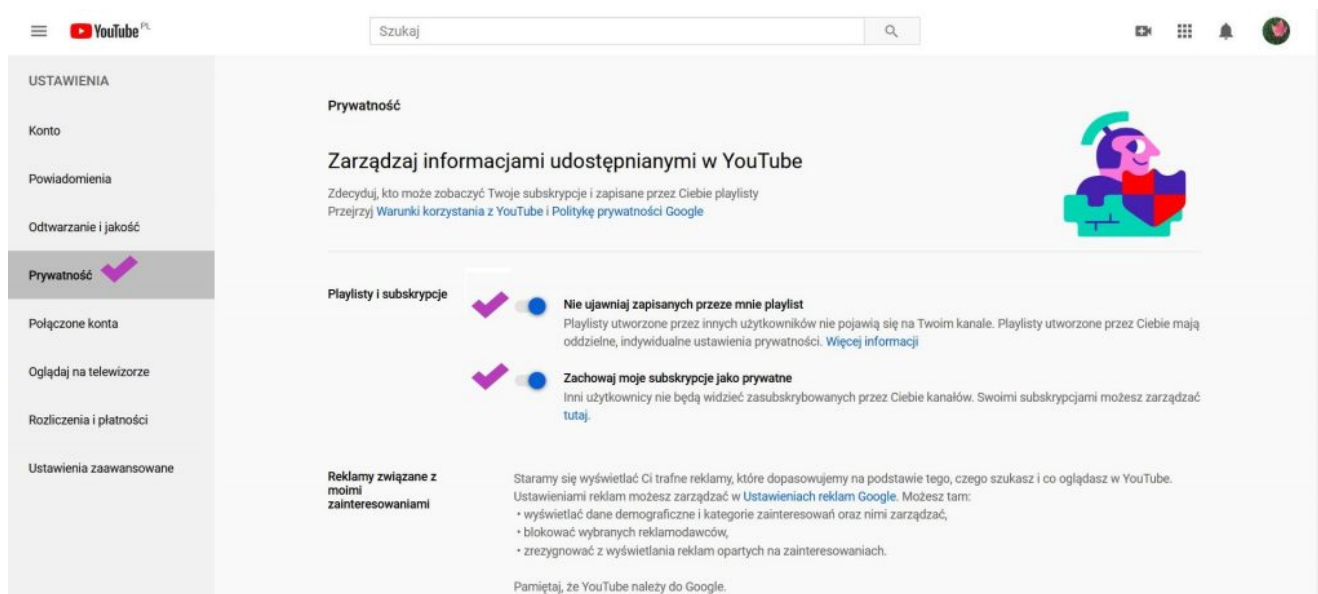 YouTube PL
Szukaj
USTAWIENIA
Konto
Powiadomienia
Odtwarzanie i jakość
Prywatność
Połączone konta
Oglądaj na telewizorze
Rozliczenia i płatności
Ustawienia zaawansowane
Prywatność
Zarządzaj informacjami udostępnianymi w YouTube
Zdecyduj, kto może zobaczyć Twoje subskrypcje i zapisane przez Ciebie playlisty
Przejrzyj Warunki korzystania z YouTube i Politykę prywatności Google
Playlisty i subskrypcje
Nie ujawniaj zapisanych przeze mnie playlist
Playlisty utworzone przez innych użytkowników nie pojawią się na Twoim kanale. Playlisty utworzone przez Ciebie mają
oddzielne, indywidualne ustawienia prywatności. Więcej informacji
Zachowaj moje subskrypcje jako prywatne
Inni użytkownicy nie będą widzieć zasubskrybowanych przez Ciebie kanałów. Swoimi subskrypcjami możesz zarządzać
tutaj.
Reklamy związane z
moimi
zainteresowaniami
Staramy się wyświetlać Ci trafne reklamy, które dopasowujemy na podstawie tego, czego szukasz i co oglądasz w YouTube.
Ustawieniami reklam możesz zarządzać w Ustawieniach reklam Google. Możesz tam:
• wyświetlać dane demograficzne i kategorie zainteresowań oraz nimi zarządzać,
• blokować wybranych reklamodawców,
• zrezygnować z wyświetlania reklam opartych na zainteresowaniach.
Pamiętaj, że YouTube należy do Google.